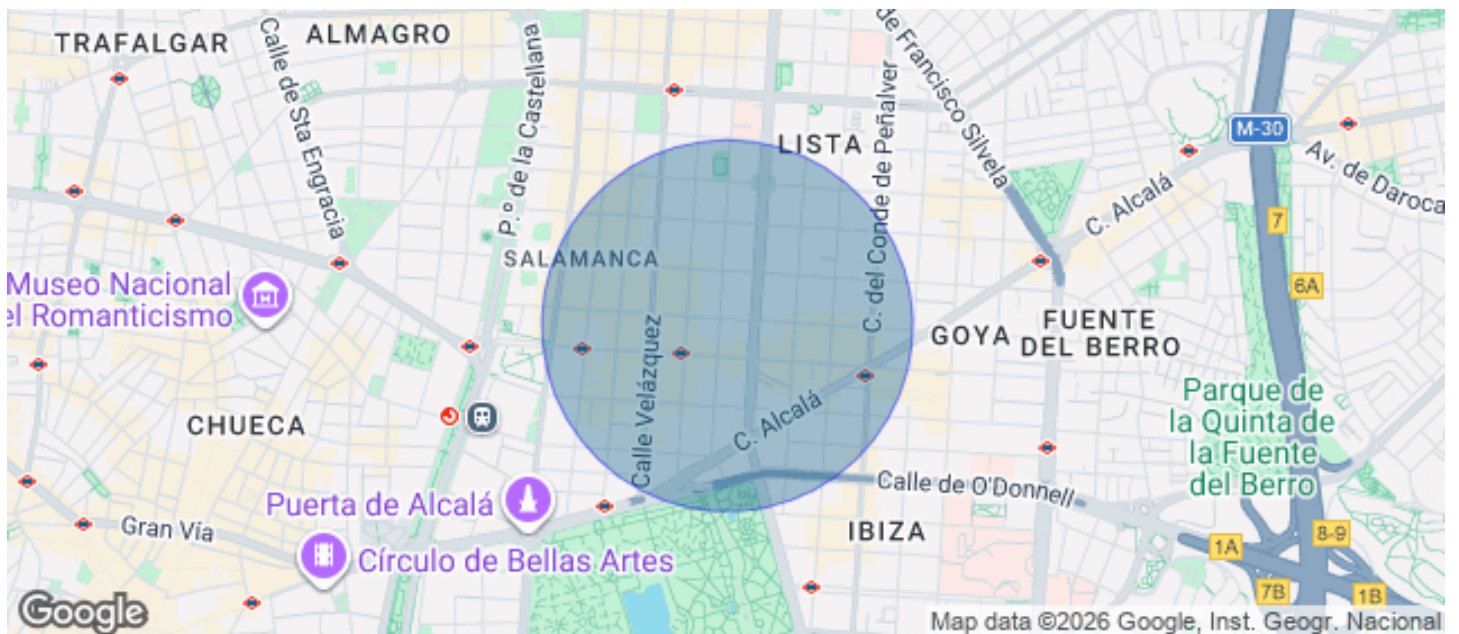 TRAFALGAR
ALMAGRO
Calle de Sta Engracia
P.º de la Castellana
de Francisco Silvela
LISTA
C. del Conde de Peñalver
M-30
Av. de Daroca
7
C. Alcalá
SALAMANCA
6A
Museo Nacional
el Romanticismo
Calle Velázquez
GOYA
FUENTE
DEL BERRO
CHUECA
C. Alcalá
Parque de
la Quinta de
la Fuente
del Berro
Puerta de Alcalá
Calle de O'Donnell
Gran Vía
IBIZA
8-9
1A
Círculo de Bellas Artes
7B
1B
Google
Map data ©2026 Google, Inst. Geogr. Nacional